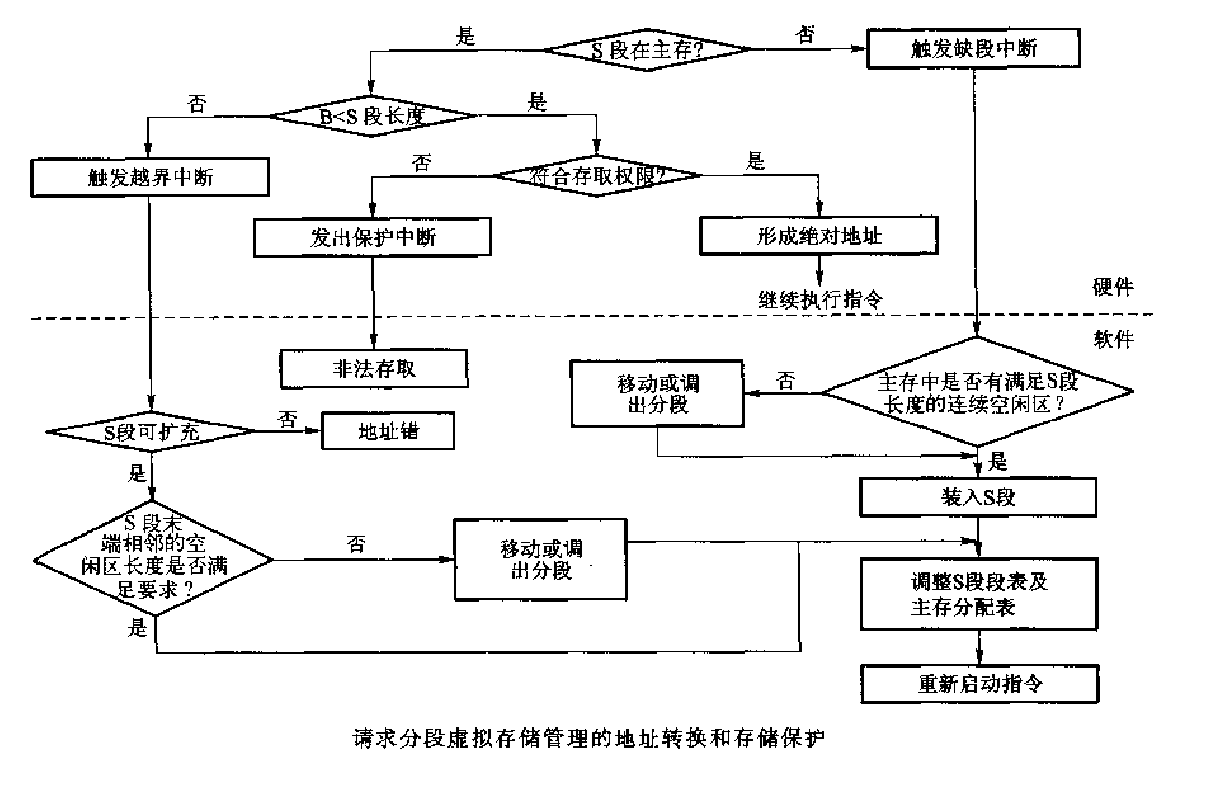 是
S段在主存?
否
触发缺段中断
否
B<S段长度
是
触发越界中断
否
符合存取权限?
是
发出保护中断
形成绝对地址
继续执行指令
硬件
软件
非法存取
移动或调
出分段
否
主存中是否有满足S段
长度的连续空闲区?
S段可扩充
否
地址错
是
是
装入S段
S段末
端相邻的空
闲区长度是否满
足要求?
否
移动或调
出分段
调整S段段表及
主存分配表
是
重新启动指令
请求分段虚拟存储管理的地址转换和存储保护